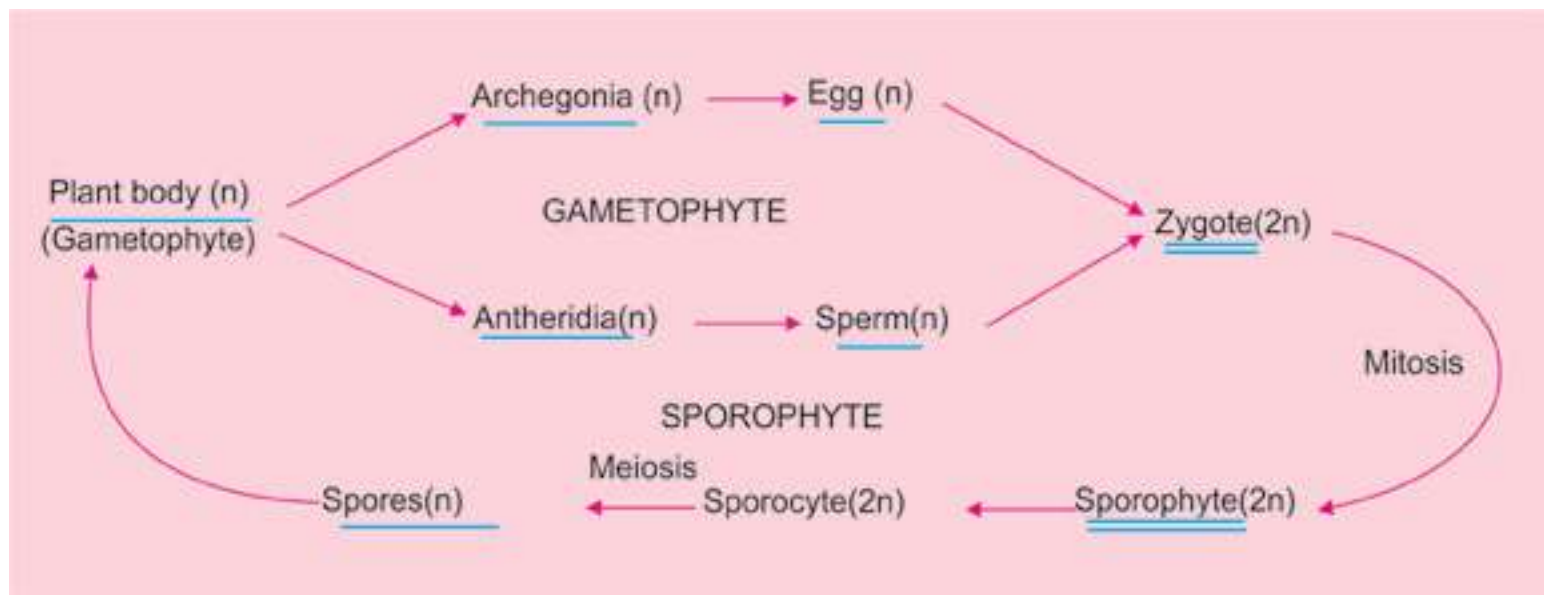 Archegonia (n)
Egg (n)
Plant body (n)
(Gametophyte)
GAMETOPHYTE
Zygote(2n)
Antheridia(n)
Sperm(n)
Mitosis
SPOROPHYTE
Meiosis
Spores(n)
Sporocyte(2n)
Sporophyte(2n)